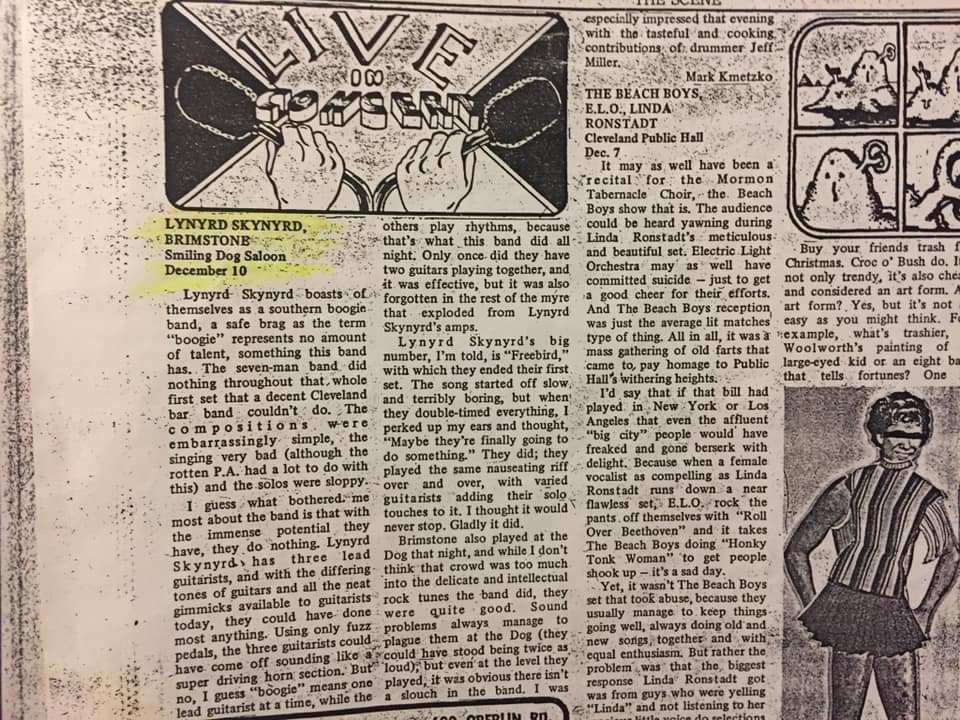 THE SCENE
LIVE
IN
CONCERT
LYNYRD SKYNYRD,
BRIMSTONE
Smiling Dog Saloon
December 10
Lynyrd Skynyrd boasts of
themselves as a southern boogie
band, a safe brag as the term
"boogie" represents no amount
of talent, something this band
has. The seven-man band did
nothing throughout that whole
first set that a decent Cleveland
bar band couldn't do. The
compositions were
embarrassingly simple, the
singing very bad (although the
rotten P.A. had a lot to do with
this) and the solos were sloppy.
I guess what bothered me
most about the band is that with
the immense potential they
have, they do nothing. Lynyrd
Skynyrd has three lead
guitarists, and with the differing
tones of guitars and all the neat
gimmicks available to guitarists
today, they could have done
most anything. Using only fuzz
pedals, the three guitarists could
have come off sounding like a
super driving horn section. But
no, I guess "boogie" means one
lead guitarist at a time, while the
others play rhythms, because
that's what this band did all
night. Only once did they have
two guitars playing together, and
it was effective, but it was also
forgotten in the rest of the myre
that exploded from Lynyrd
Skynyrd's amps.
Lynyrd Skynyrd's big
number, I'm told, is "Freebird,"
with which they ended their first
set. The song started off slow,
and terribly boring, but when
they double-timed everything, I
perked up my ears and thought,
"Maybe they're finally going to
do something." They did; they
played the same nauseating riff
over and over, with varied
guitarists adding their solo
touches to it. I thought it would
never stop. Gladly it did.
Brimstone also played at the
Dog that night, and while I don't
think that crowd was too much
into the delicate and intellectual
rock tunes the band did, they
were quite good. Sound
problems always manage to
plague them at the Dog (they
could have stood being twice as
loud); but even at the level they
played, it was obvious there isn't
a slouch in the band. I was
especially impressed that evening
with the tasteful and cooking
contributions of drummer Jeff
Miller.
Mark Kmetzko
THE BEACH BOYS,
E.L.O., LINDA
RONSTADT
Cleveland Public Hall
Dec. 7
It may as well have been a
recital for the Mormon
Tabernacle Choir, the Beach
Boys show that is. The audience
could be heard yawning during
Linda Ronstadt's meticulous
and beautiful set. Electric Light
Orchestra may as well have
committed suicide – just to get
a good cheer for their efforts.
And The Beach Boys reception
was just the average lit matches
type of thing. All in all, it was a
mass gathering of old farts that
came to pay homage to Public
Hall's withering heights.
I'd say that if that bill had
played in New York or Los
Angeles that even the affluent
"big city" people would have
freaked and gone berserk with
delight. Because when a female
vocalist as compelling as Linda
Ronstadt runs down a near
flawless set, E.L.O. rock the
pants off themselves with "Roll
Over Beethoven" and it takes
The Beach Boys doing "Honky
Tonk Woman" to get people
shook up – it's a sad day.
Yet, it wasn't The Beach Boys
set that took abuse, because they
usually manage to keep things
going well, always doing old and
new songs, together and with
equal enthusiasm. But rather the
problem was that the biggest
response Linda Ronstadt got
was from guys who were yelling
"Linda" and not listening to her
little voice do selections
Buy your friends trash f
Christmas. Croc o' Bush do. I
not only trendy, it's also che
and considered an art form. A
art form? Yes, but it's not
easy as you might think. F
example, what's trashier,
Woolworth's painting of
large-eyed kid or an eight ba
that tells fortunes? One
OBERLIN RD.